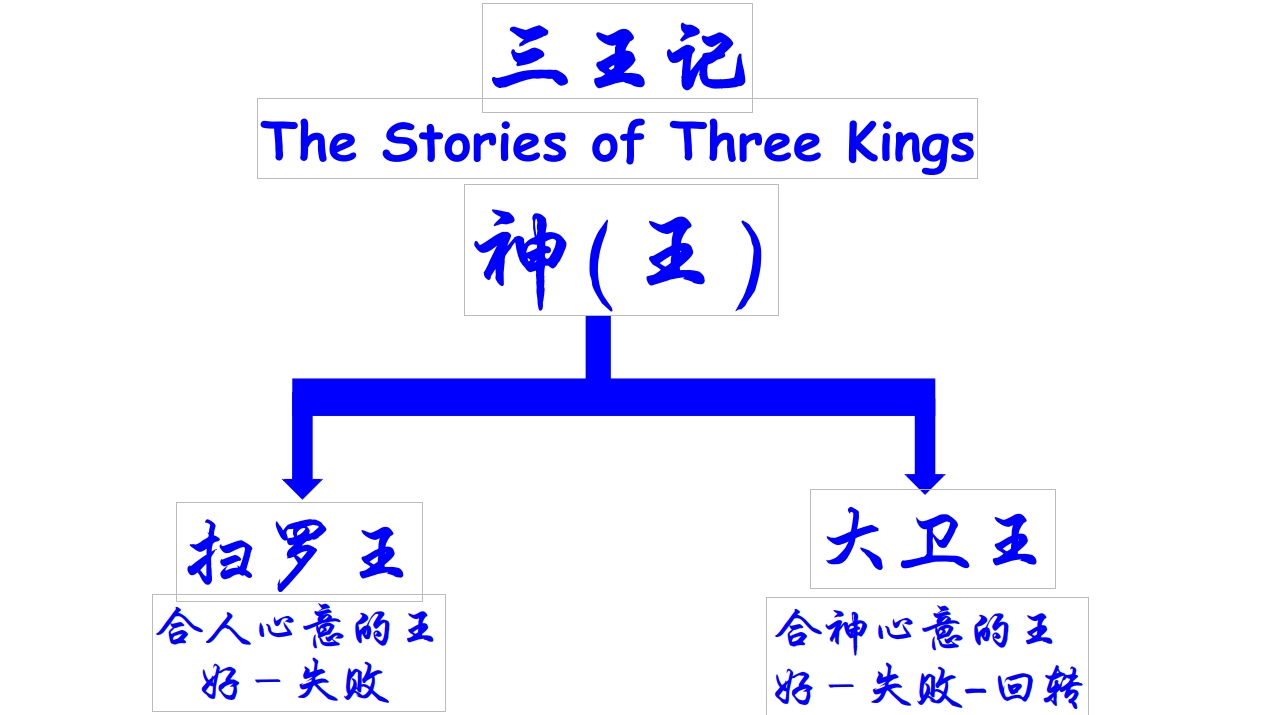 三王记
The Stories of Three Kings
神(王)
扫罗王
合人心意的王
好－失败
大卫王
合神心意的王
好－失败-回转